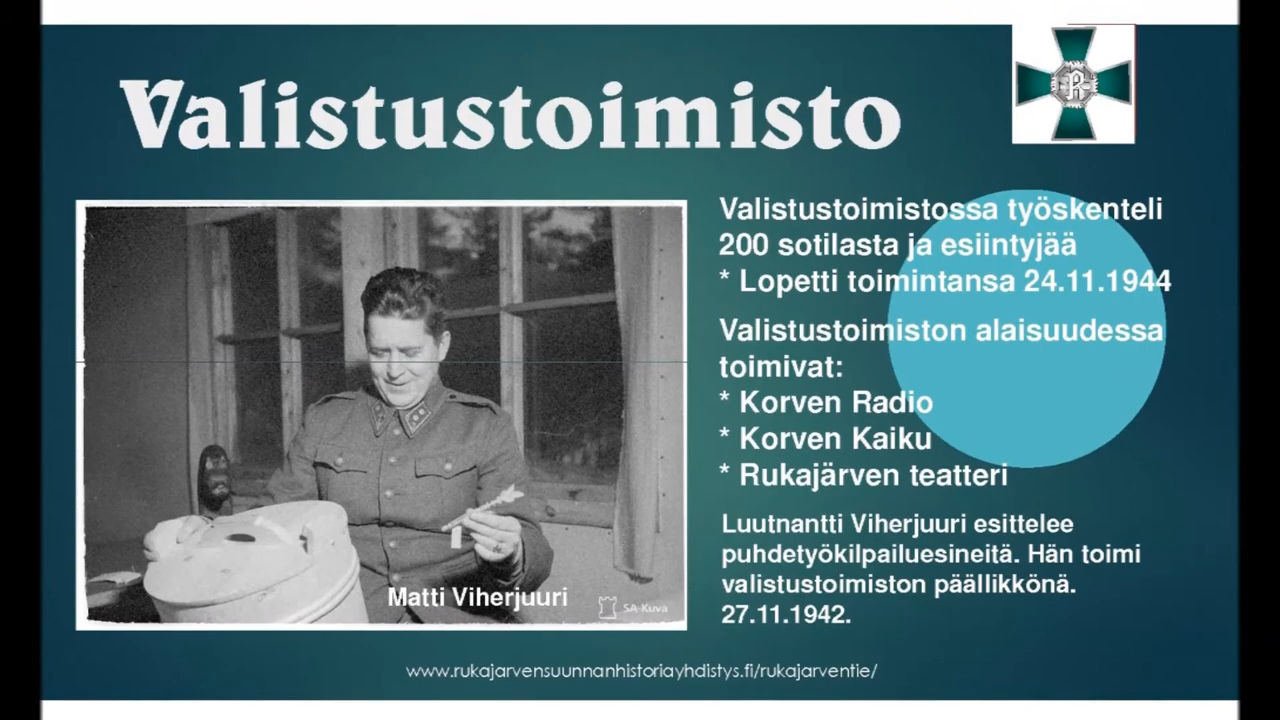 Valistustoimisto
R
Valistustoimistossa työskenteli
200 sotilasta ja esiintyjää
* Lopetti toimintansa 24.11.1944
Valistustoimiston alaisuudessa
toimivat:
* Korven Radio
* Korven Kaiku
* Rukajärven teatteri
Luutnantti Viherjuuri esittelee
puhdetyökilpailuesineitä. Hän toimi
valistustoimiston päällikkönä.
27.11.1942.
Matti Viherjuuri
SA-Kuva
www.rukajarvensuunnanhistoriayhdistys.fi/rukajarventie/